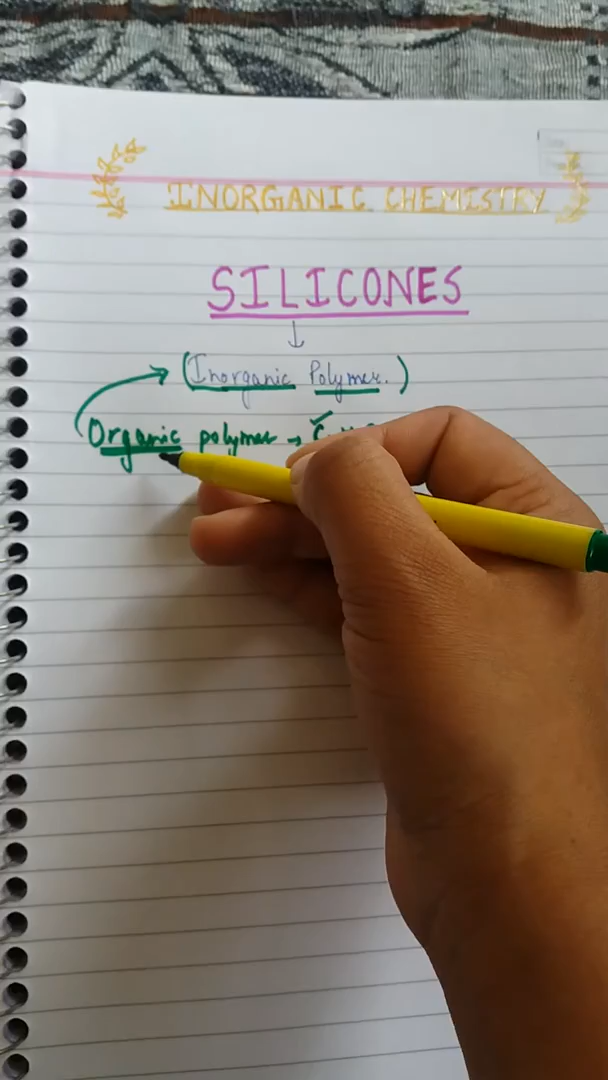 INORGANIC CHEMISTRY
SILICONES
↓
(Inorganic Polymer.)
Organic polymer → C